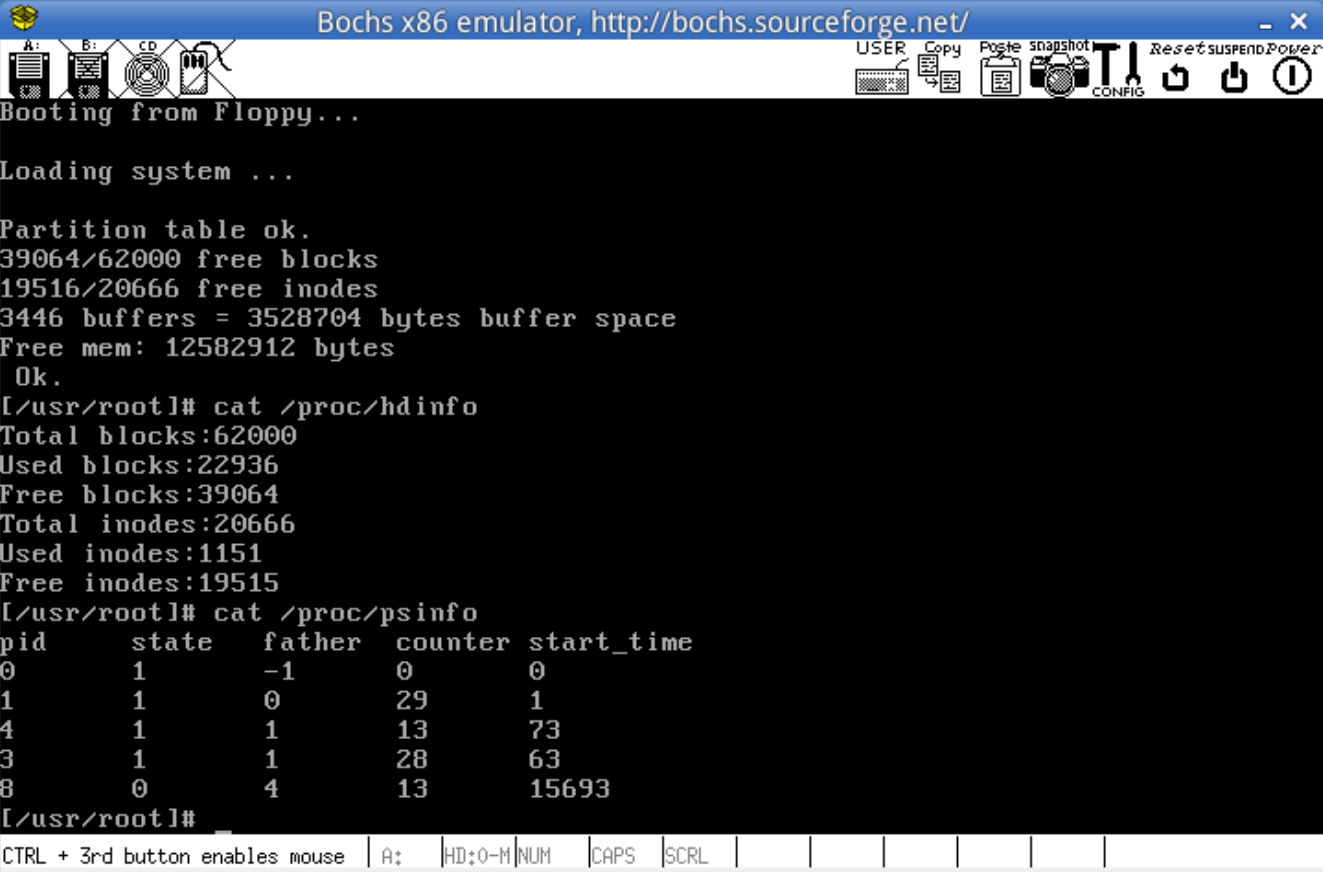 Bochs x86 emulator, http://bochs.sourceforge.net/
A: B: CD USER Copy Paste snapshot CONFIG Reset SUSPEND Power
Booting from Floppy...
Loading system ...
Partition table ok.
39064/62000 free blocks
19516/20666 free inodes
3446 buffers = 3528704 bytes buffer space
Free mem: 12582912 bytes
 Ok.
[/usr/root]# cat /proc/hdinfo
Total blocks:62000
Used blocks:22936
Free blocks:39064
Total inodes:20666
Used inodes:1151
Free inodes:19515
[/usr/root]# cat /proc/psinfo
pid state father counter start_time
0 1 -1 0 0
1 1 0 29 1
4 1 1 13 73
3 1 1 28 63
8 0 4 13 15693
[/usr/root]# _
CTRL + 3rd button enables mouse A: HD:0-M NUM CAPS SCRL